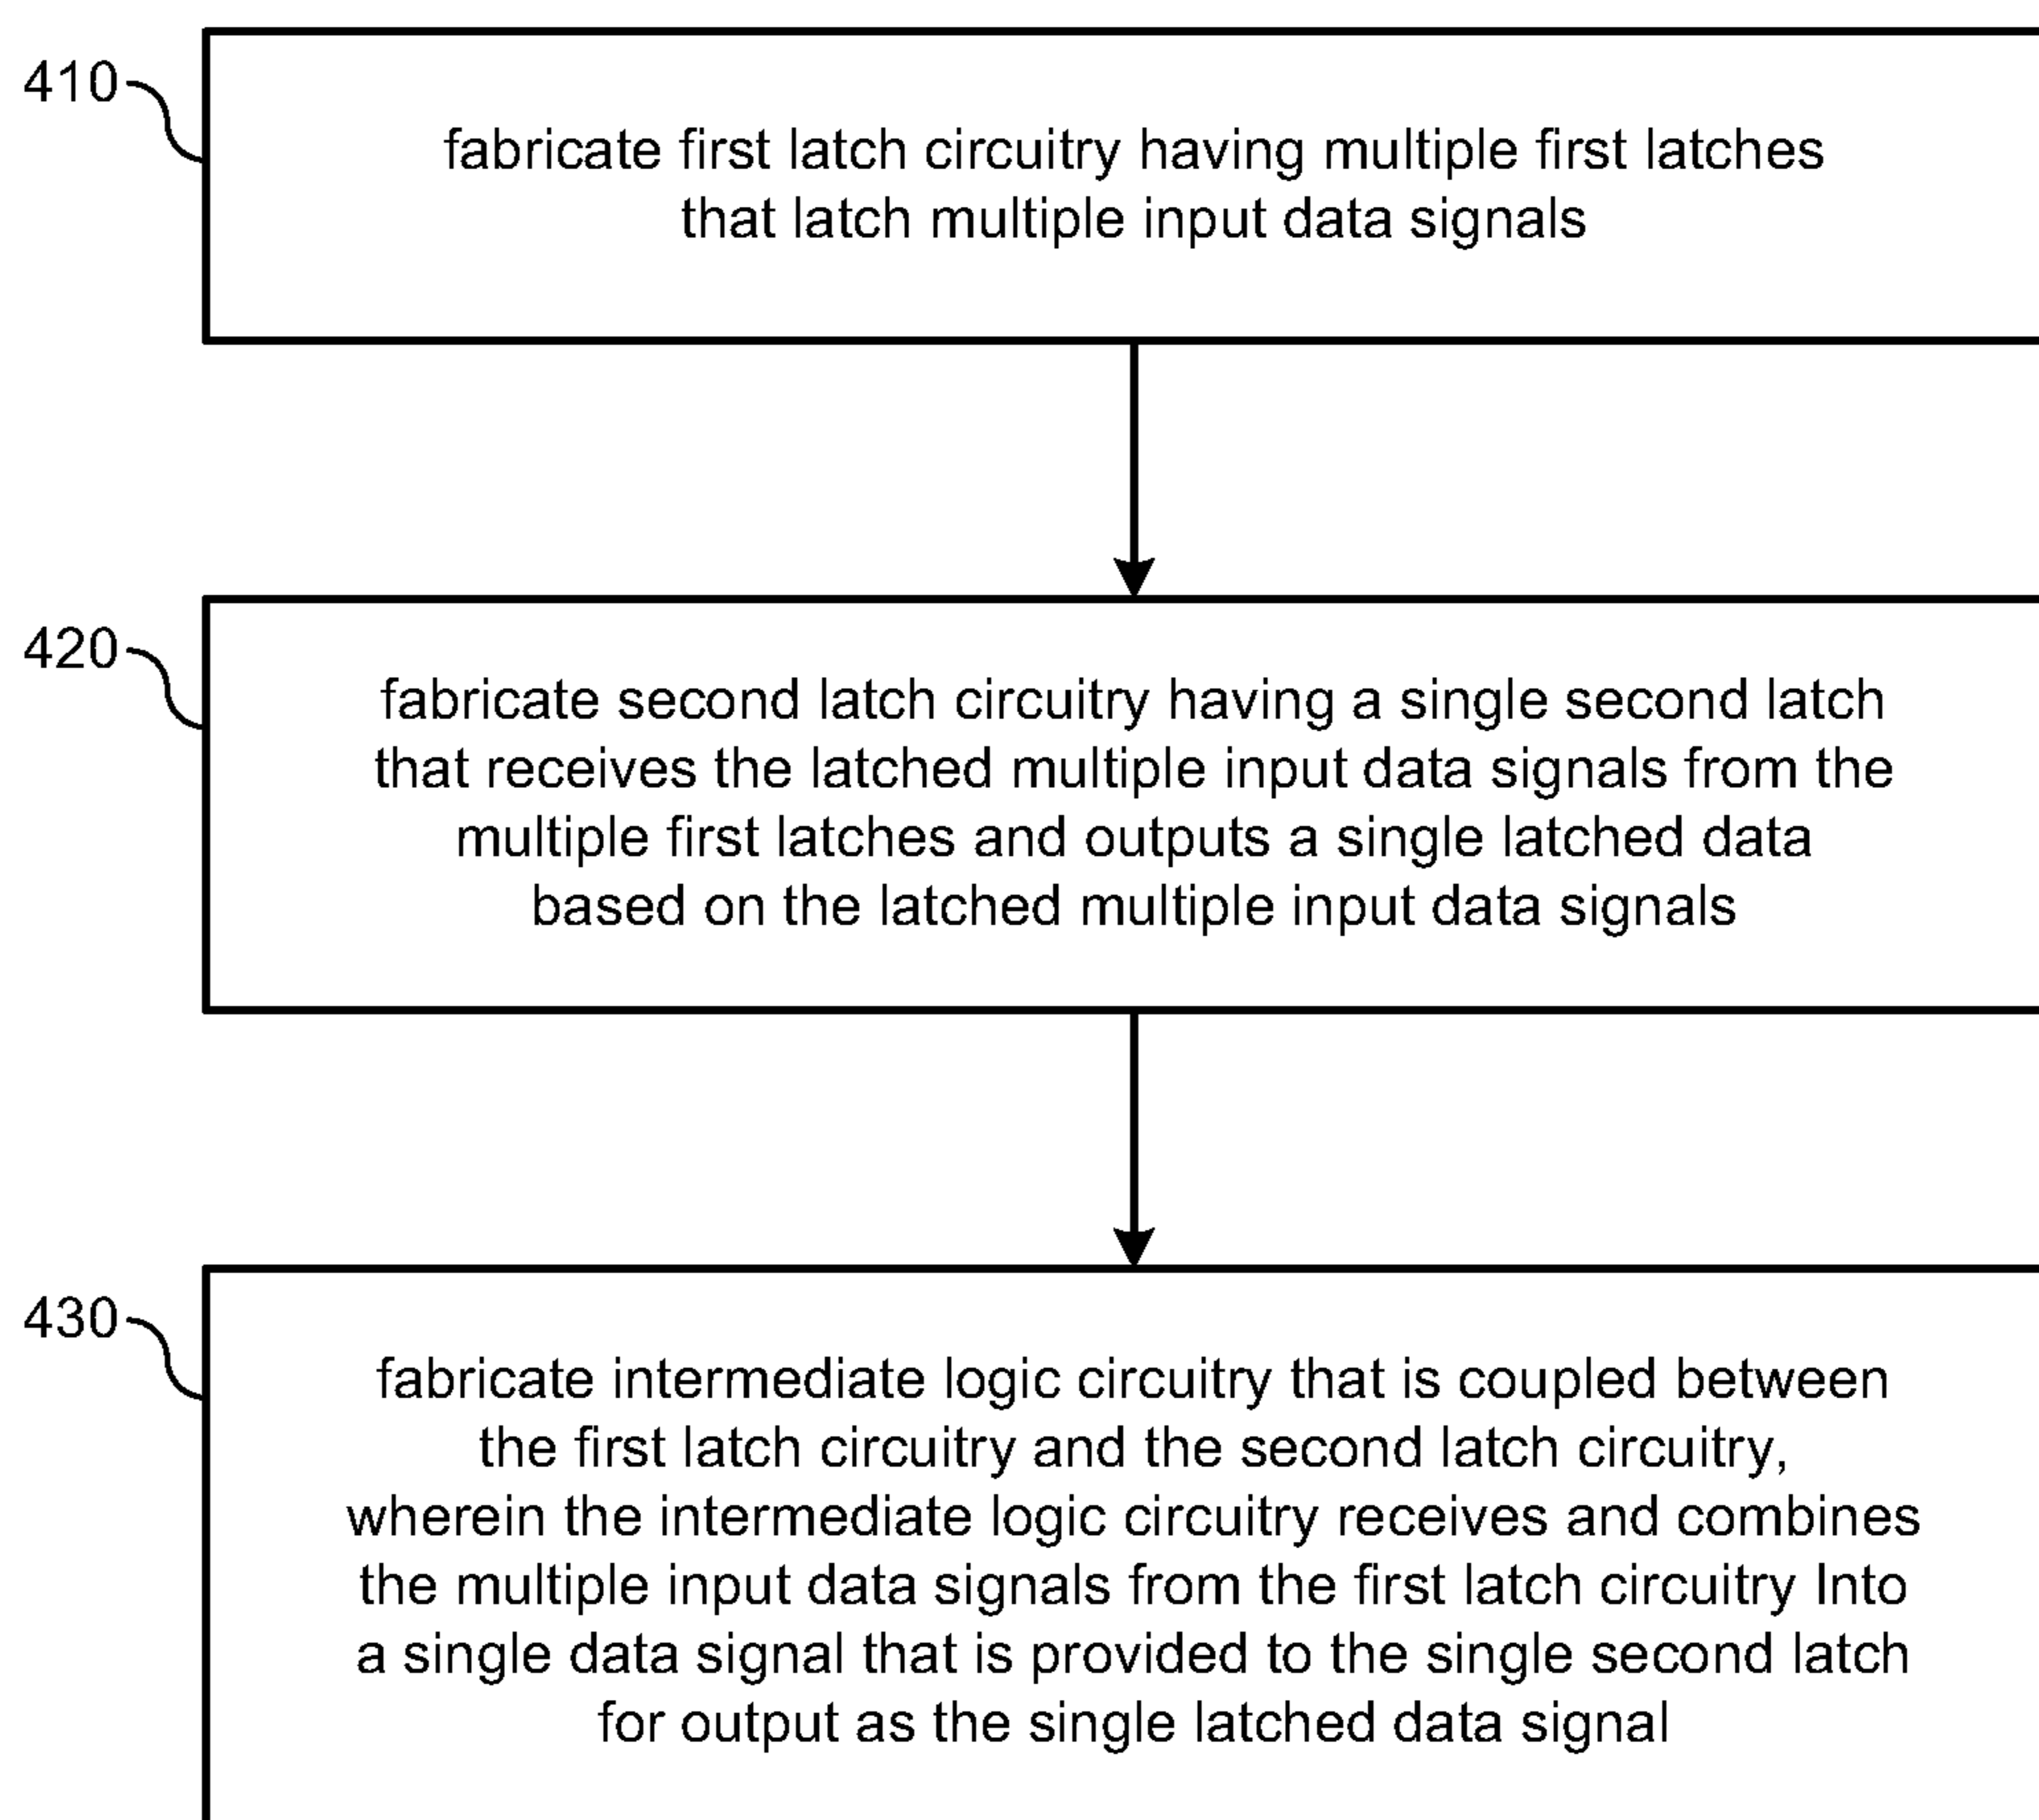 410
fabricate first latch circuitry having multiple first latches
that latch multiple input data signals
420
fabricate second latch circuitry having a single second latch
that receives the latched multiple input data signals from the
multiple first latches and outputs a single latched data
based on the latched multiple input data signals
430
fabricate intermediate logic circuitry that is coupled between
the first latch circuitry and the second latch circuitry,
wherein the intermediate logic circuitry receives and combines
the multiple input data signals from the first latch circuitry Into
a single data signal that is provided to the single second latch
for output as the single latched data signal